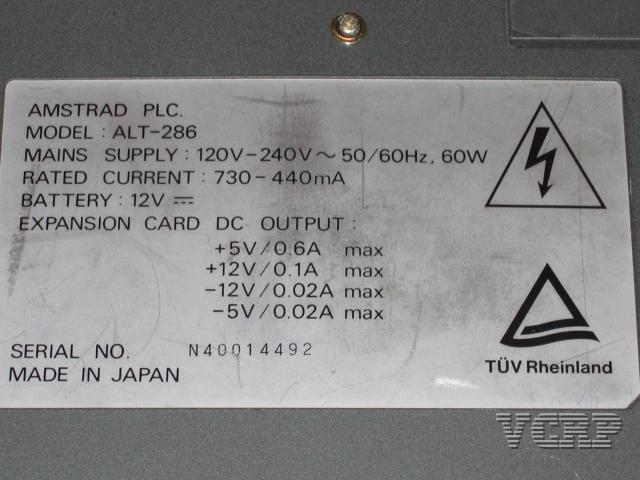 AMSTRAD PLC.
MODEL : ALT-286
MAINS SUPPLY : 120V-240V ~ 50/60Hz, 60W
RATED CURRENT : 730-440mA
BATTERY : 12V ⎓
EXPANSION CARD DC OUTPUT :
+5V/0.6A max
+12V/0.1A max
-12V/0.02A max
-5V/0.02A max
SERIAL NO. N40014492
MADE IN JAPAN
TÜV Rheinland
VCRP